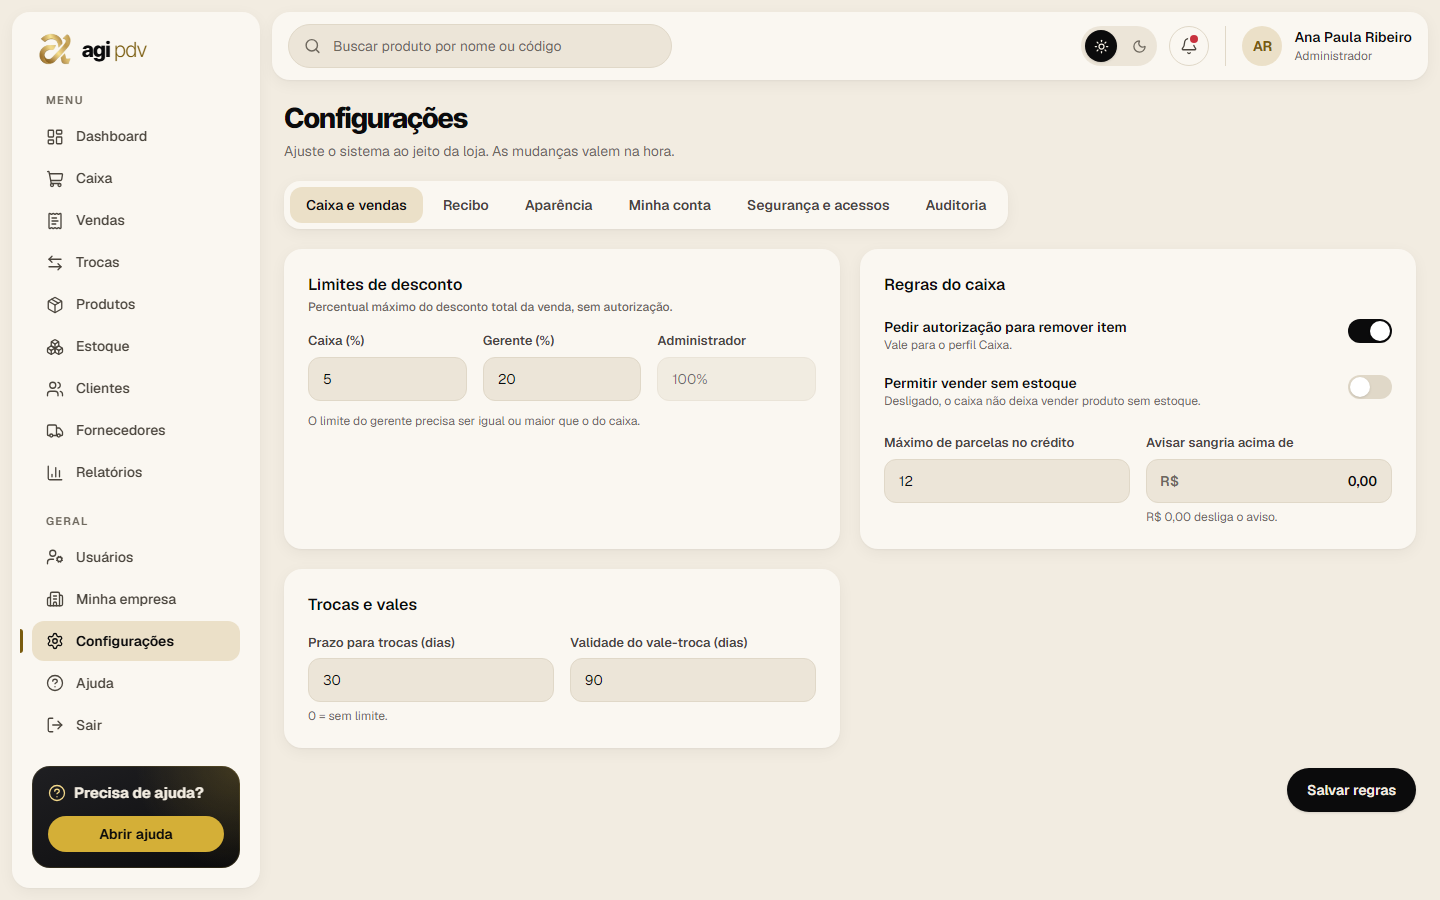 agi pdv
MENU
Dashboard
Caixa
Vendas
Trocas
Produtos
Estoque
Clientes
Fornecedores
Relatórios
GERAL
Usuários
Minha empresa
Configurações
Ajuda
Sair
Precisa de ajuda?
Abrir ajuda
Buscar produto por nome ou código
AR
Ana Paula Ribeiro
Administrador
Configurações
Ajuste o sistema ao jeito da loja. As mudanças valem na hora.
Caixa e vendas
Recibo
Aparência
Minha conta
Segurança e acessos
Auditoria
Limites de desconto
Percentual máximo do desconto total da venda, sem autorização.
Caixa (%)
Gerente (%)
Administrador
5
20
100%
O limite do gerente precisa ser igual ou maior que o do caixa.
Regras do caixa
Pedir autorização para remover item
Vale para o perfil Caixa.
Permitir vender sem estoque
Desligado, o caixa não deixa vender produto sem estoque.
Máximo de parcelas no crédito
Avisar sangria acima de
12
R$ 0,00
R$ 0,00 desliga o aviso.
Trocas e vales
Prazo para trocas (dias)
Validade do vale-troca (dias)
30
90
0 = sem limite.
Salvar regras